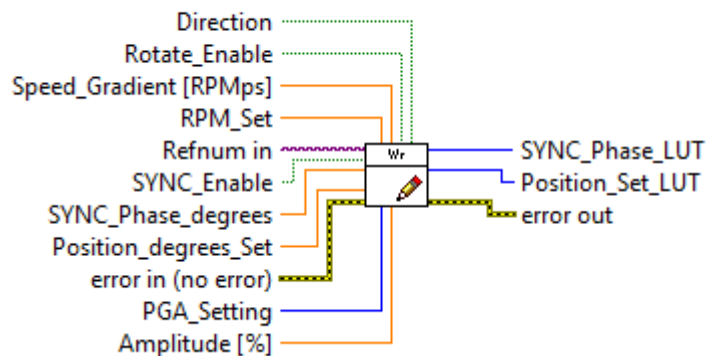 Direction
Rotate_Enable
Speed_Gradient [RPMps]
RPM_Set
Refnum in
SYNC_Enable
SYNC_Phase_degrees
Position_degrees_Set
error in (no error)
PGA_Setting
Amplitude [%]
Wr
SYNC_Phase_LUT
Position_Set_LUT
error out